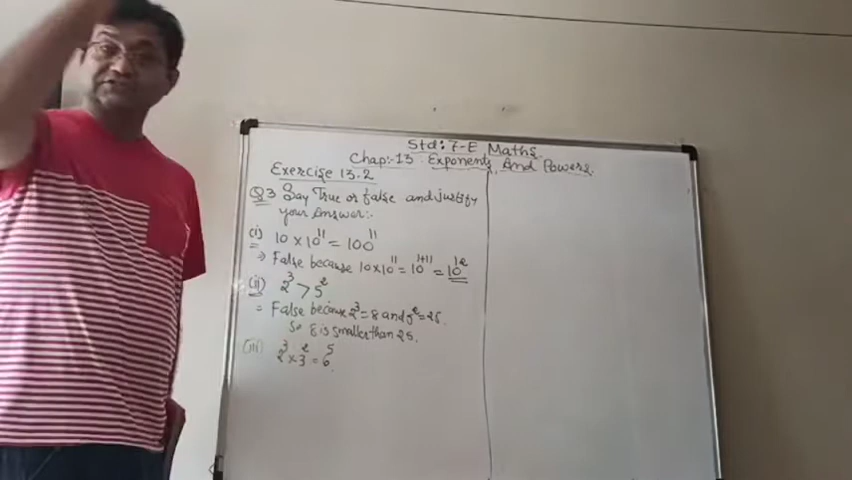 Std:7-E Maths.
Chap:-13 : Exponents And Powers.
Exercise 13.2
Q3 Say True or false and justify
your answer:-
(i) 10 × 10¹¹ = 100¹¹
⇒ False because 10×10¹¹ = 10¹⁺¹¹ = 10¹²
(ii) 2³ > 5²
= False because 2³ = 8 and 5² = 25.
So 8 is smaller than 25.
(iii) 2³ × 3² = 6⁵